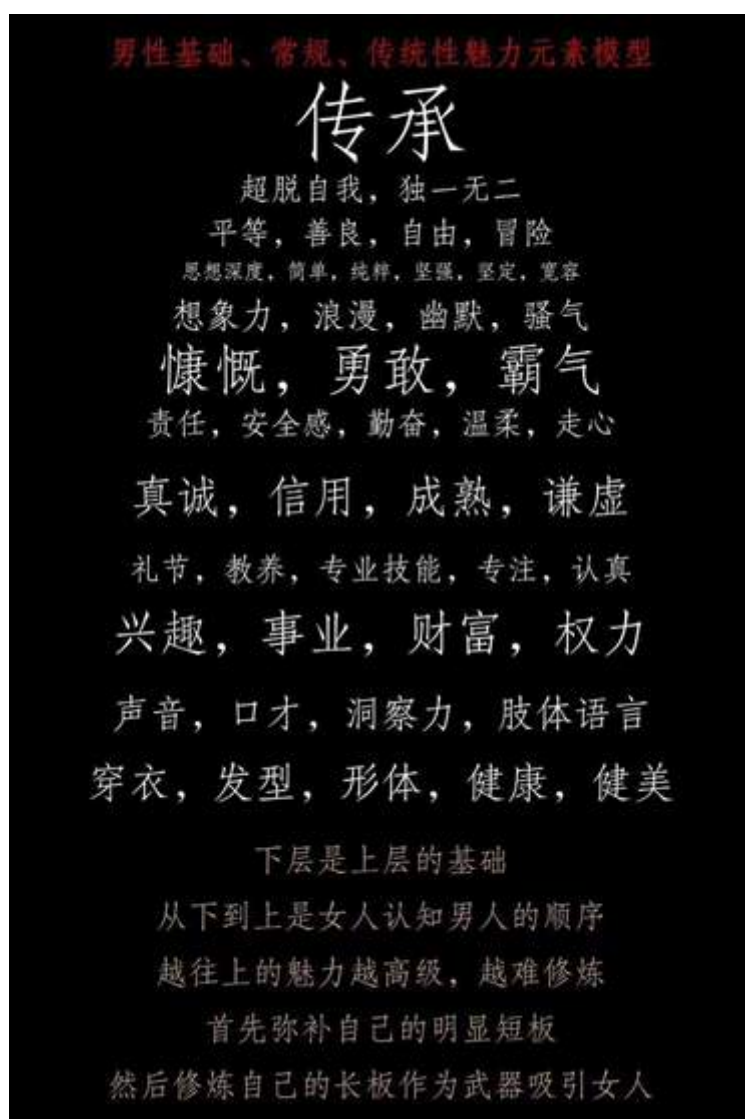 男性基础、常规、传统性魅力元素模型
传承
超脱自我，独一无二
平等，善良，自由，冒险
思想深度，简单，纯粹，坚强，坚定，宽容
想象力，浪漫，幽默，骚气
慷慨，勇敢，霸气
责任，安全感，勤奋，温柔，走心
真诚，信用，成熟，谦虚
礼节，教养，专业技能，专注，认真
兴趣，事业，财富，权力
声音，口才，洞察力，肢体语言
穿衣，发型，形体，健康，健美
下层是上层的基础
从下到上是女人认知男人的顺序
越往上的魅力越高级，越难修炼
首先弥补自己的明显短板
然后修炼自己的长板作为武器吸引女人